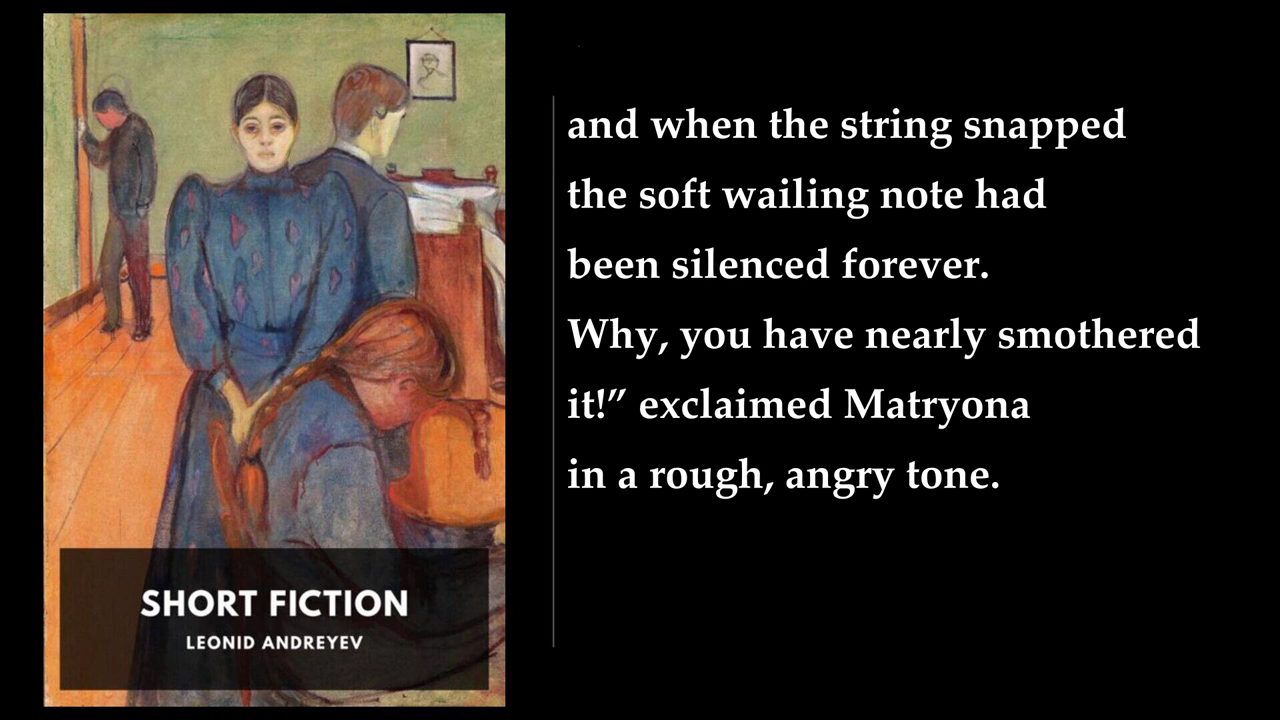 SHORT FICTION
LEONID ANDREYEV
and when the string snapped
the soft wailing note had
been silenced forever.
Why, you have nearly smothered
it!” exclaimed Matryona
in a rough, angry tone.